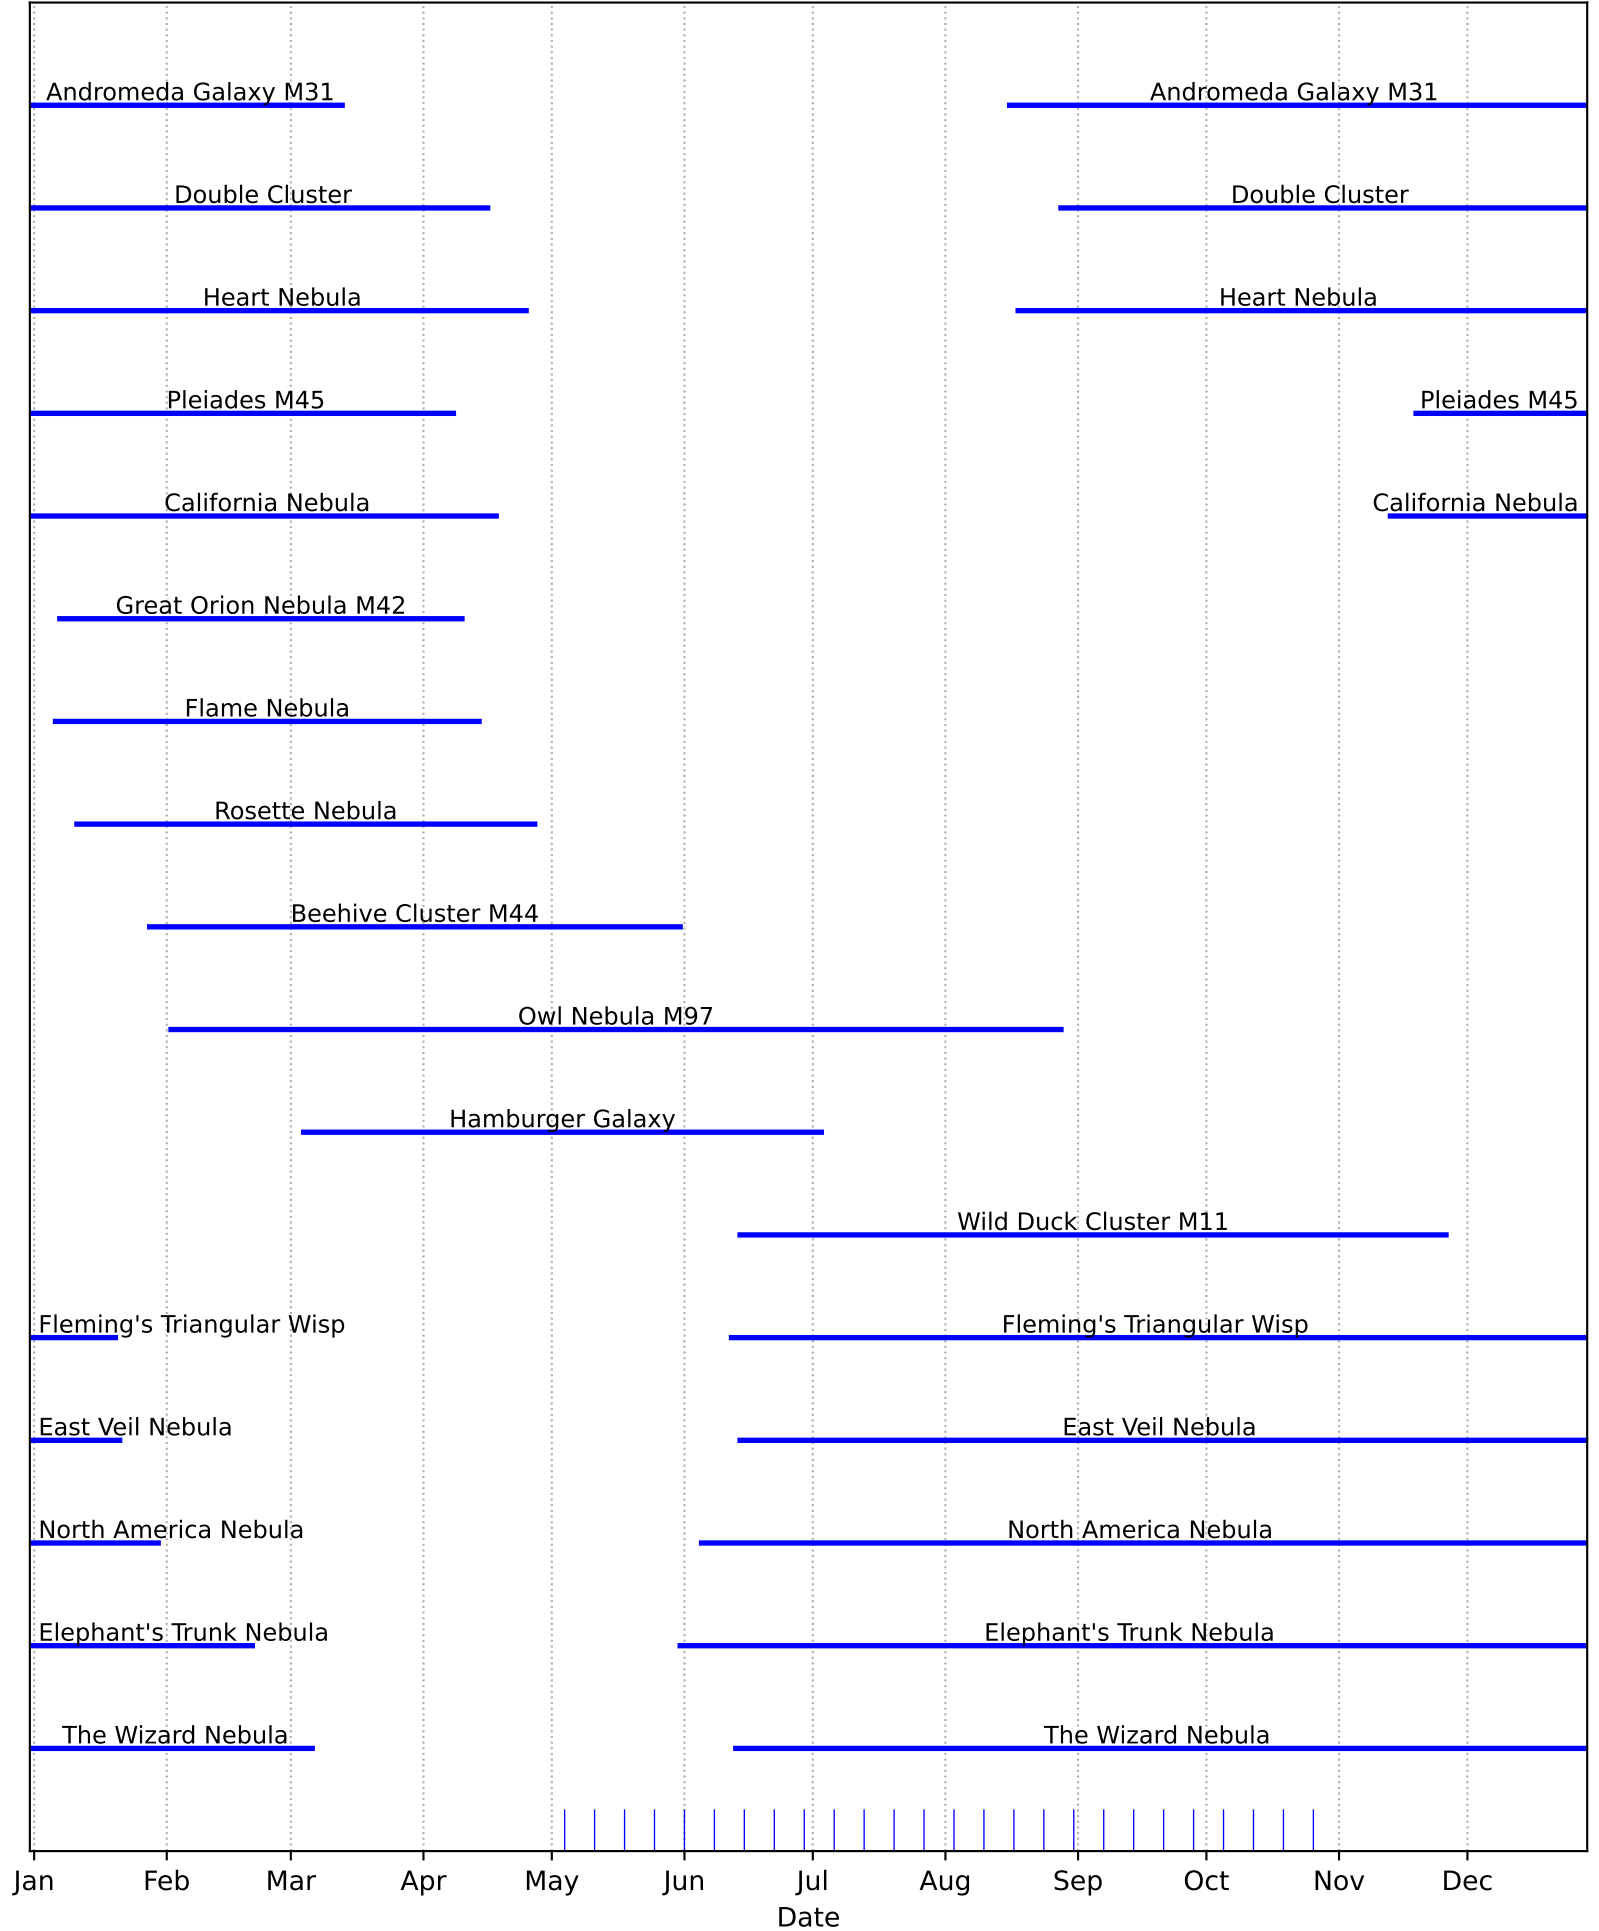 Andromeda Galaxy M31 Andromeda Galaxy M31
Double Cluster Double Cluster
Heart Nebula Heart Nebula
Pleiades M45 Pleiades M45
California Nebula California Nebula
Great Orion Nebula M42
Flame Nebula
Rosette Nebula
Beehive Cluster M44
Owl Nebula M97
Hamburger Galaxy
Wild Duck Cluster M11
Fleming's Triangular Wisp Fleming's Triangular Wisp
East Veil Nebula East Veil Nebula
North America Nebula North America Nebula
Elephant's Trunk Nebula Elephant's Trunk Nebula
The Wizard Nebula The Wizard Nebula
Jan Feb Mar Apr May Jun Jul Aug Sep Oct Nov Dec
Date